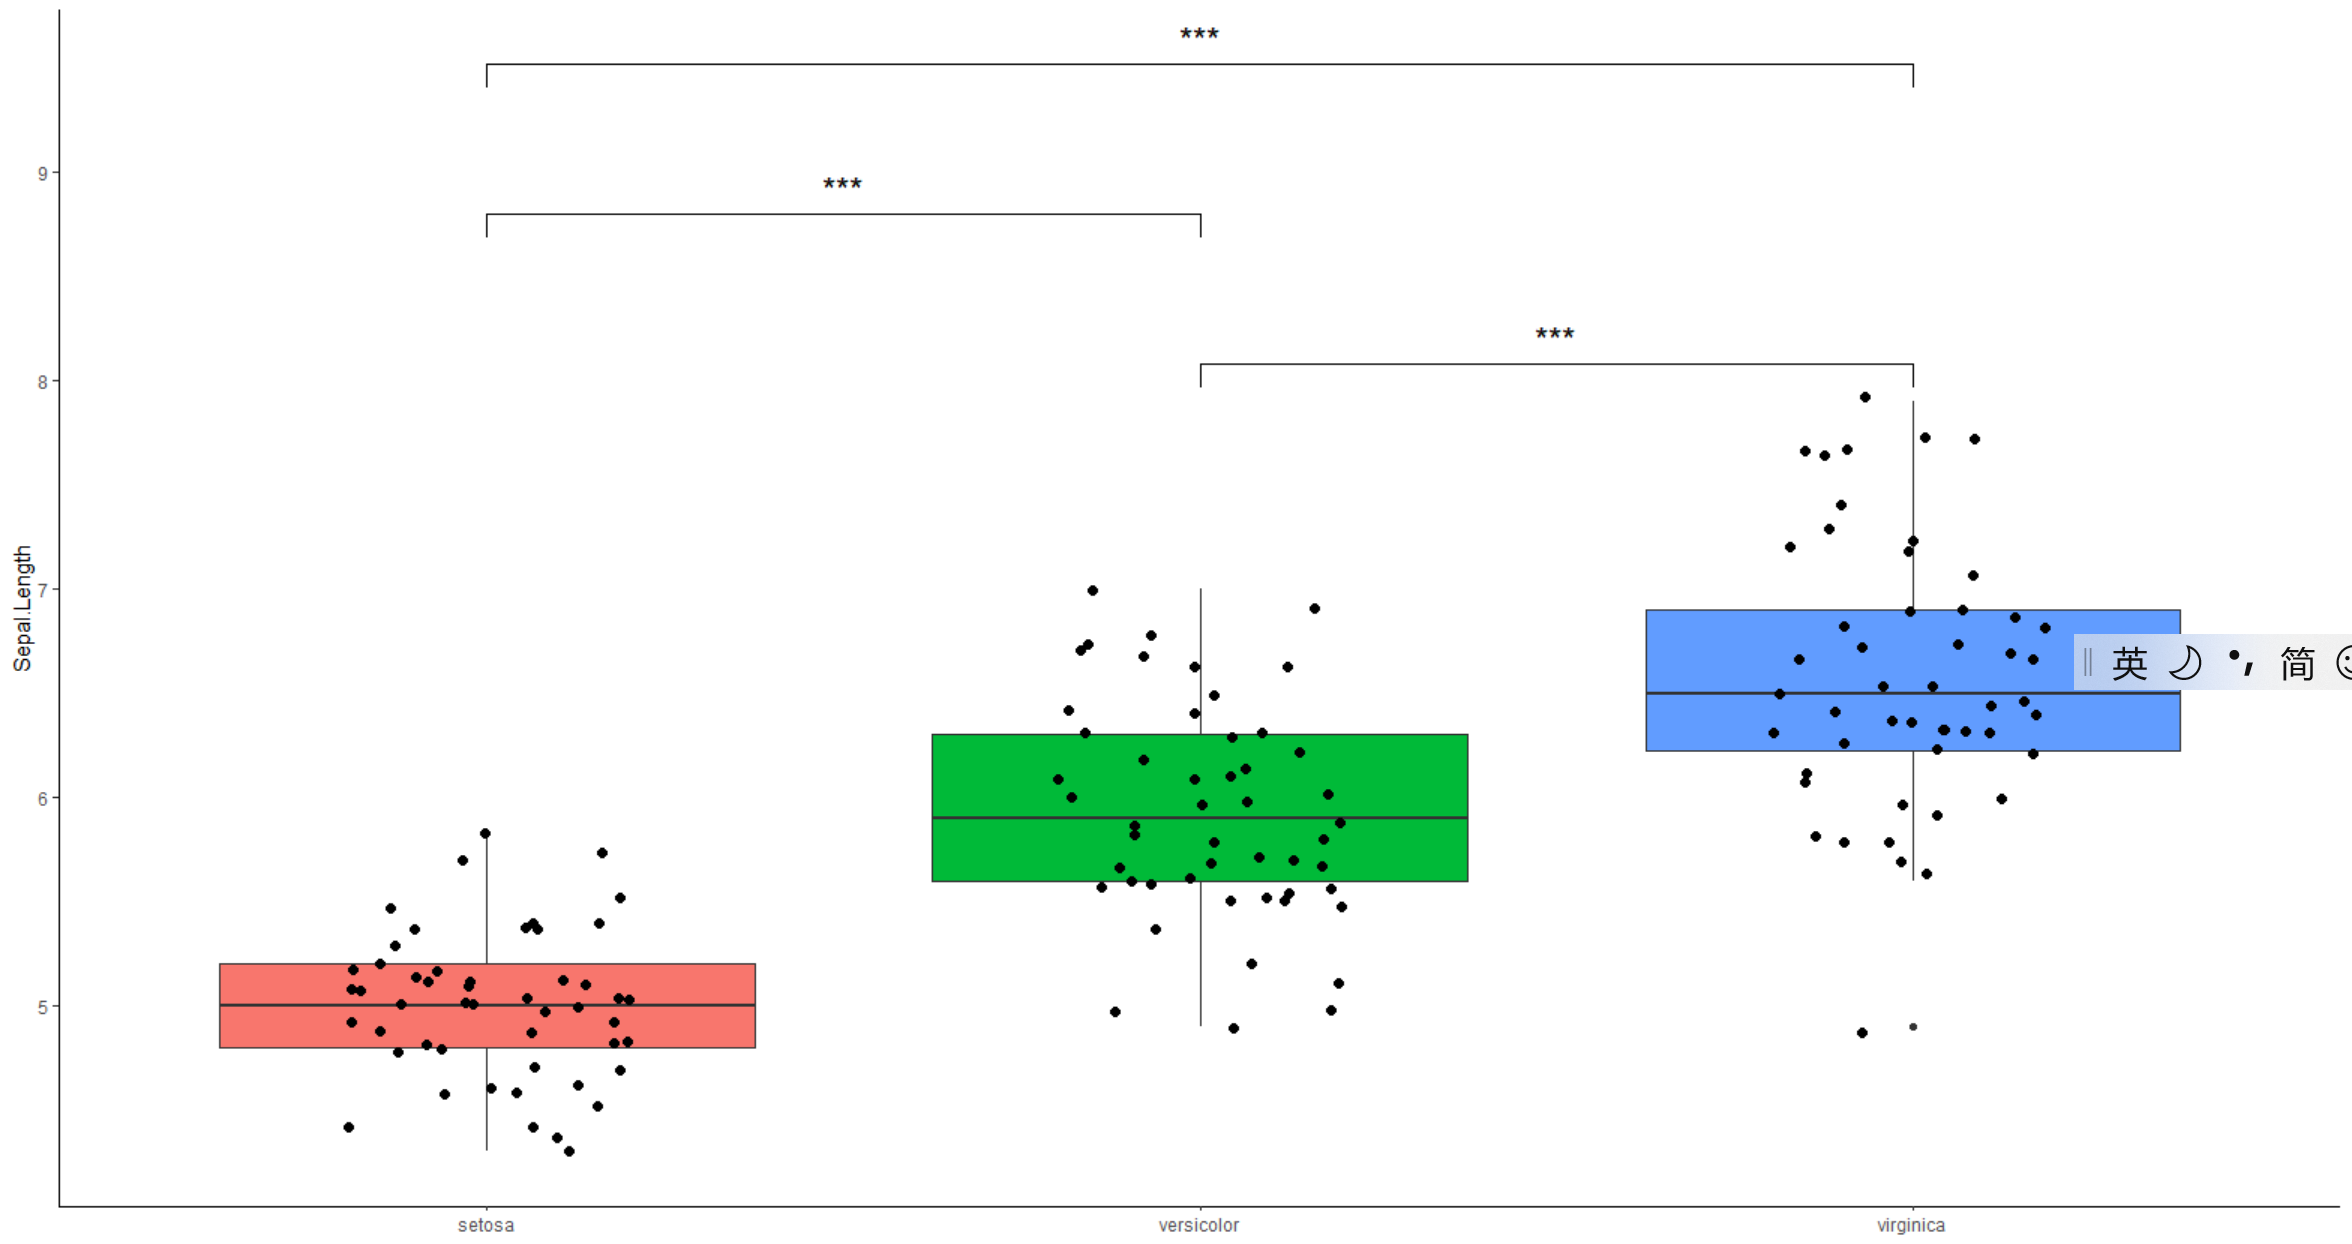 ***
9
***
8
***
Sepal.Length
7
英 简
6
5
setosa versicolor virginica